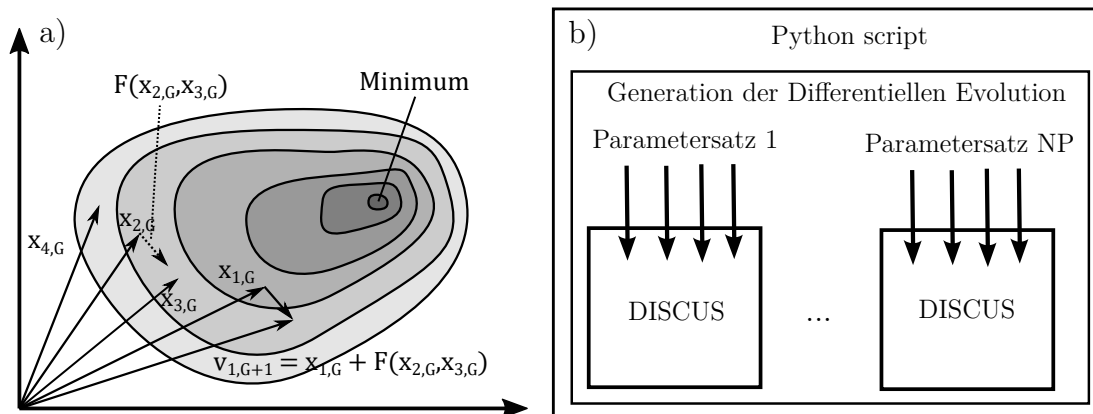 a)
F(x2,G,x3,G)
Minimum
x2,G
x4,G
x1,G
x3,G
v1,G+1 = x1,G + F(x2,G,x3,G)
b)
Python script
Generation der Differentiellen Evolution
Parametersatz 1
Parametersatz NP
DISCUS
...
DISCUS